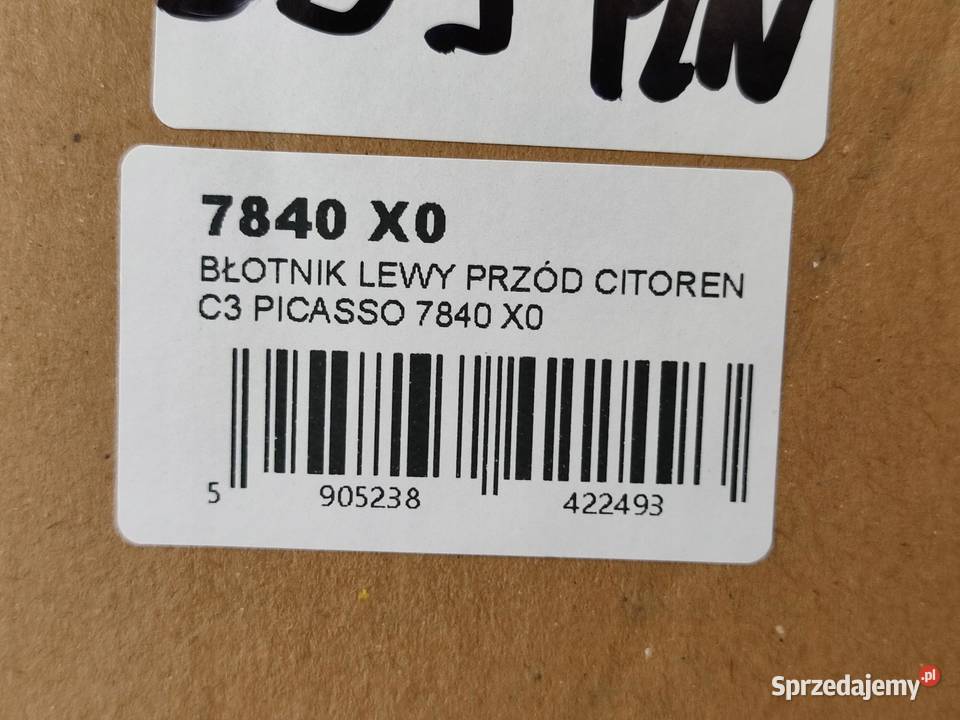 PLN
7840 X0
BŁOTNIK LEWY PRZÓD CITOREN
C3 PICASSO 7840 X0
5 905238 422493
Sprzedajemy.pl